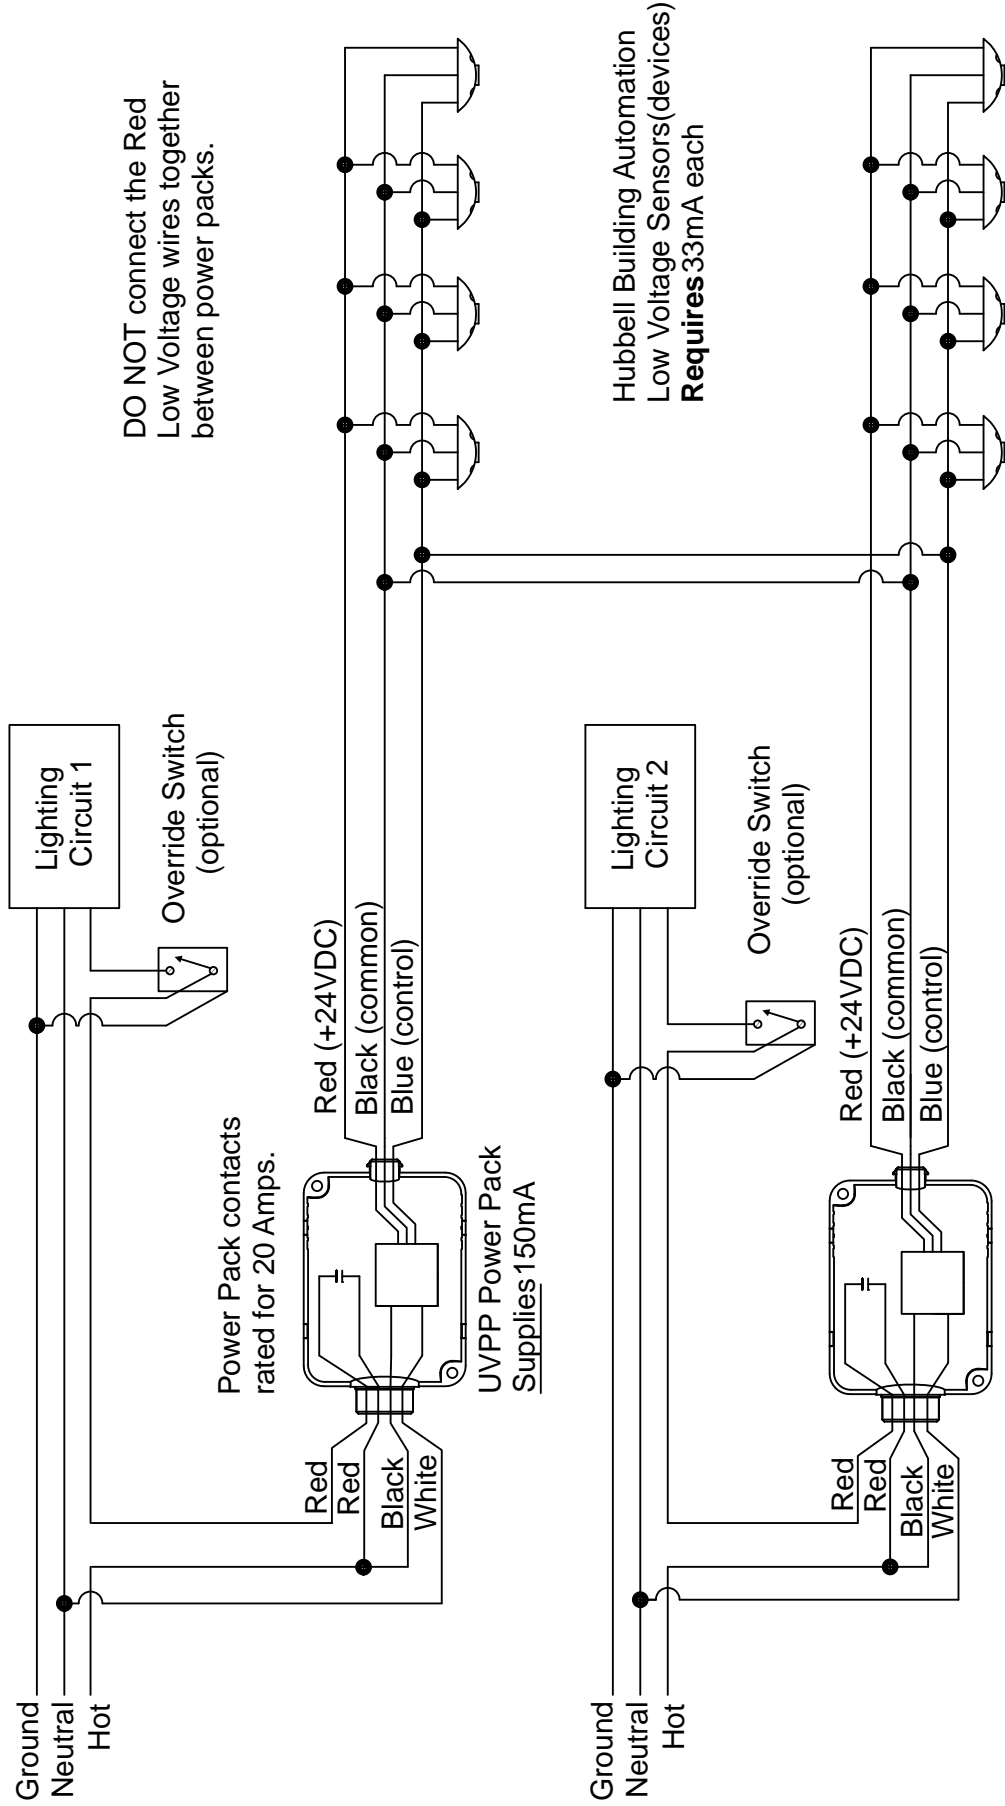 Ground
Neutral
Hot
Lighting
Circuit 1
Override Switch
(optional)
Power Pack contacts
rated for 20 Amps.
Red
Red
Black
White
UVPP Power Pack
Supplies150mA
Red (+24VDC)
Black (common)
Blue (control)
DO NOT connect the Red
Low Voltage wires together
between power packs.
Ground
Neutral
Hot
Lighting
Circuit 2
Override Switch
(optional)
Red
Red
Black
White
Red (+24VDC)
Black (common)
Blue (control)
Hubbell Building Automation
Low Voltage Sensors(devices)
Requires33mA each